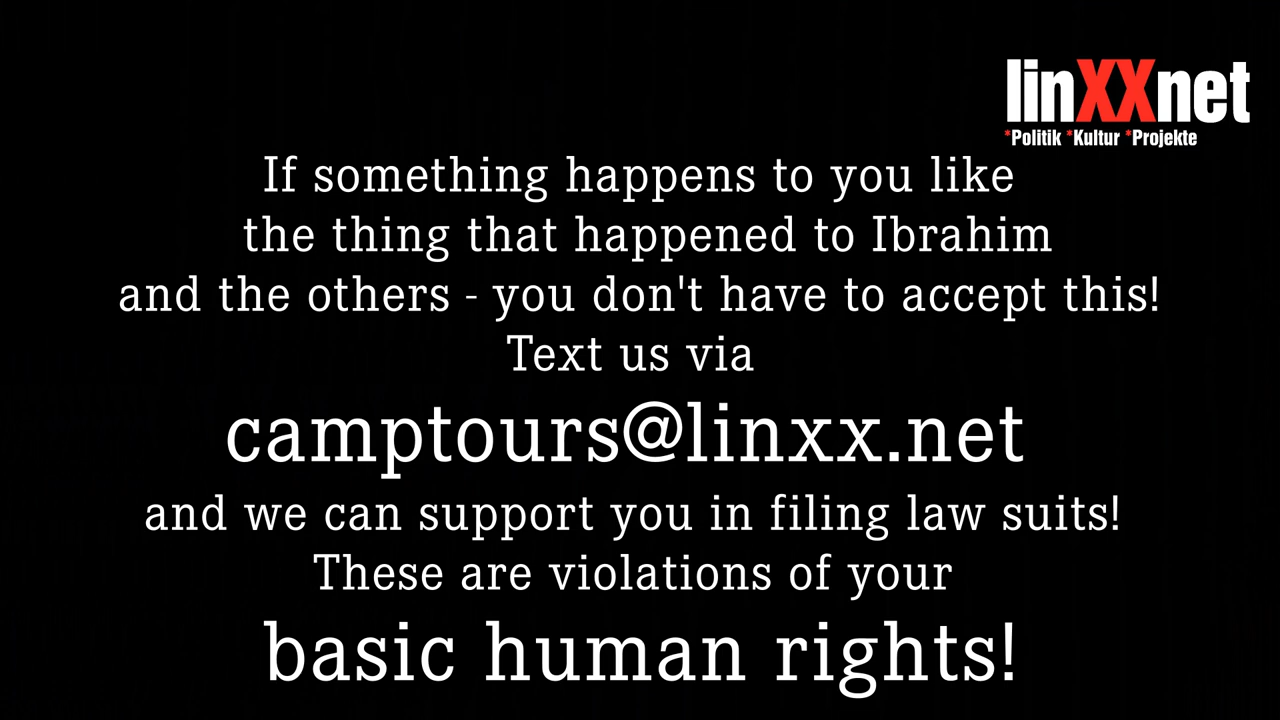 linXXnet
*Politik *Kultur *Projekte
If something happens to you like
the thing that happened to Ibrahim
and the others - you don't have to accept this!
Text us via
camptours@linxx.net
and we can support you in filing law suits!
These are violations of your
basic human rights!